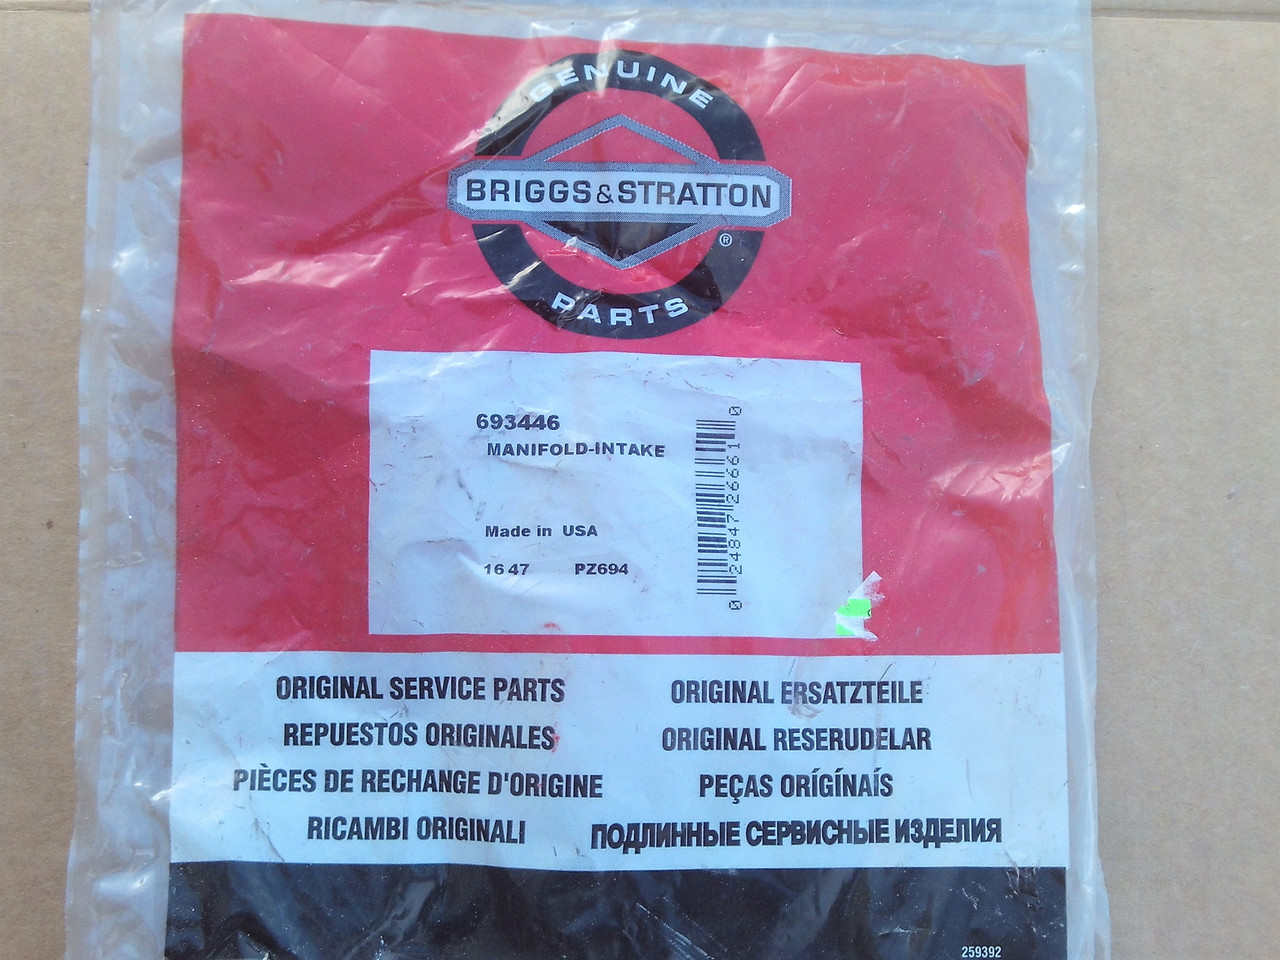 GENUINE
BRIGGS&STRATTON
®
PARTS
693446
MANIFOLD-INTAKE
Made in USA
16 47 PZ694
0 24847 26661 0
ORIGINAL SERVICE PARTS ORIGINAL ERSATZTEILE
REPUESTOS ORIGINALES ORIGINAL RESERUDELAR
PIÈCES DE RECHANGE D'ORIGINE PEÇAS ORÍGÍNAÍS
RICAMBI ORIGINALI ПОДЛИННЫЕ СЕРВИСНЫЕ ИЗДЕЛИЯ
259392